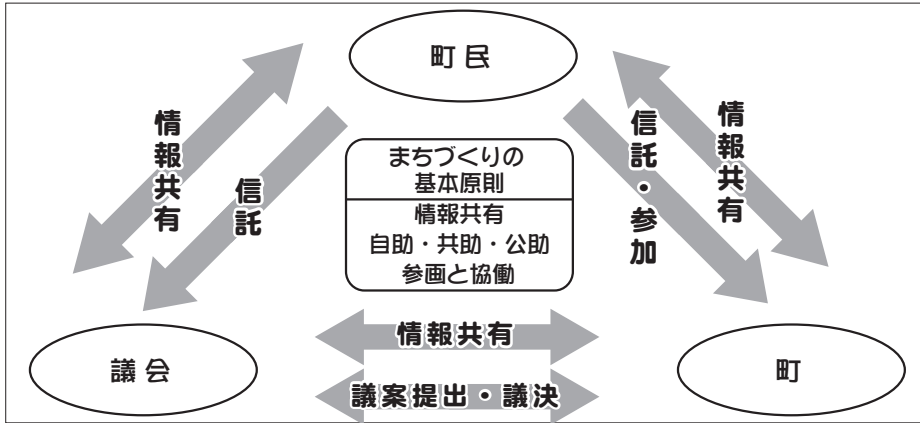 町民
情報共有
信託
まちづくりの
基本原則
情報共有
自助・共助・公助
参画と協働
信託・参加
情報共有
議会
情報共有
町
議案提出・議決